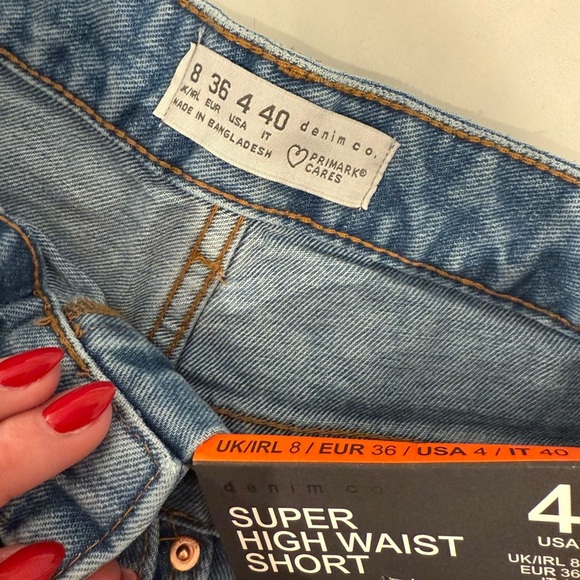 8 36 4 40 denim co.
UK/IRL EUR USA IT
MADE IN BANGLADESH
PRIMARK®
CARES
UK/IRL 8 / EUR 36 / USA 4 / IT 40
denim.co
SUPER
HIGH WAIST
SHORT
4
USA
UK/IRL 8
EUR 36